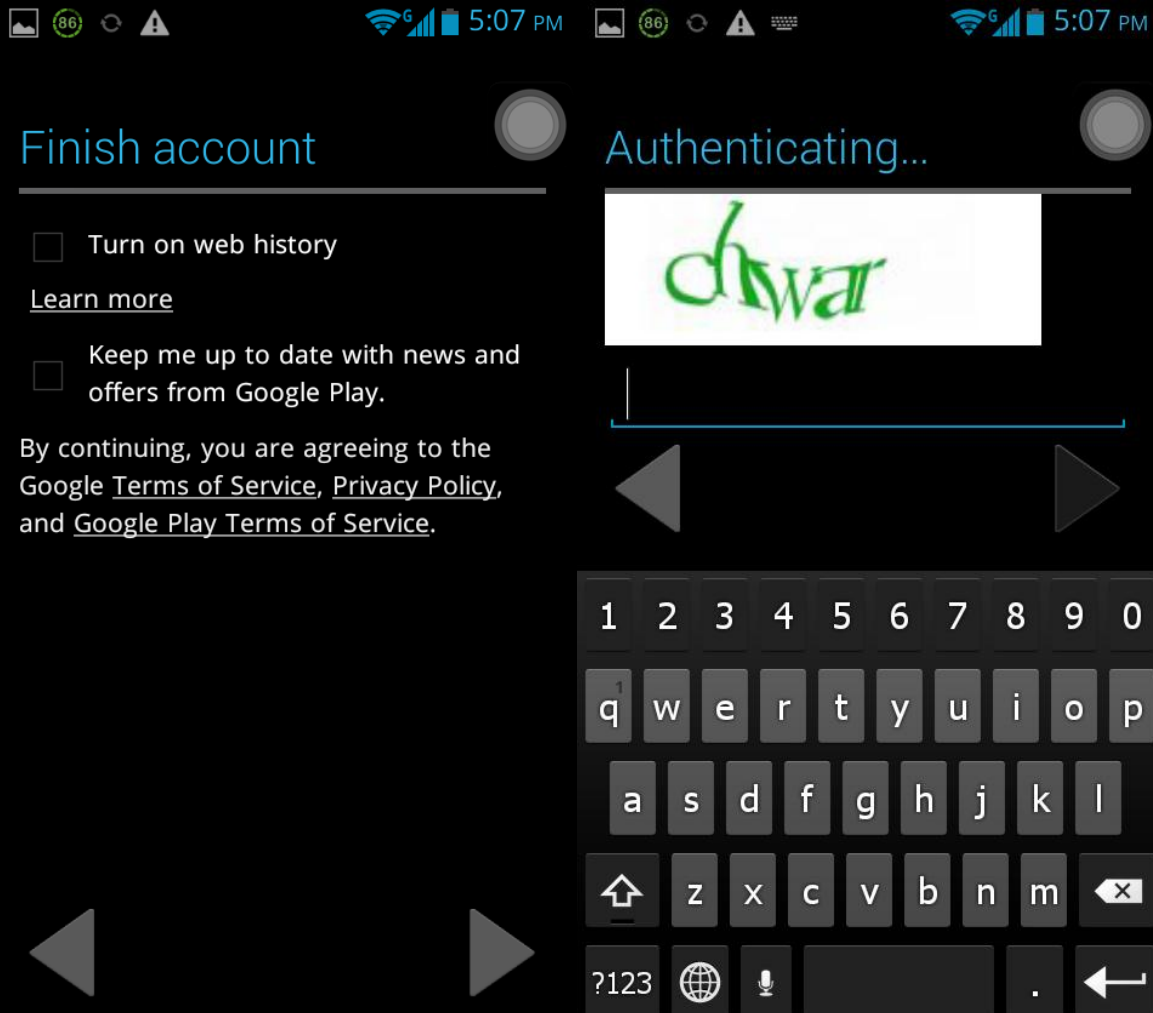 86
G
5:07 PM
Finish account
Turn on web history
Learn more
Keep me up to date with news and
offers from Google Play.
By continuing, you are agreeing to the
Google Terms of Service, Privacy Policy,
and Google Play Terms of Service.
86
G
5:07 PM
Authenticating...
1 2 3 4 5 6 7 8 9 0
1
q w e r t y u i o p
a s d f g h j k l
z x c v b n m
?123 .